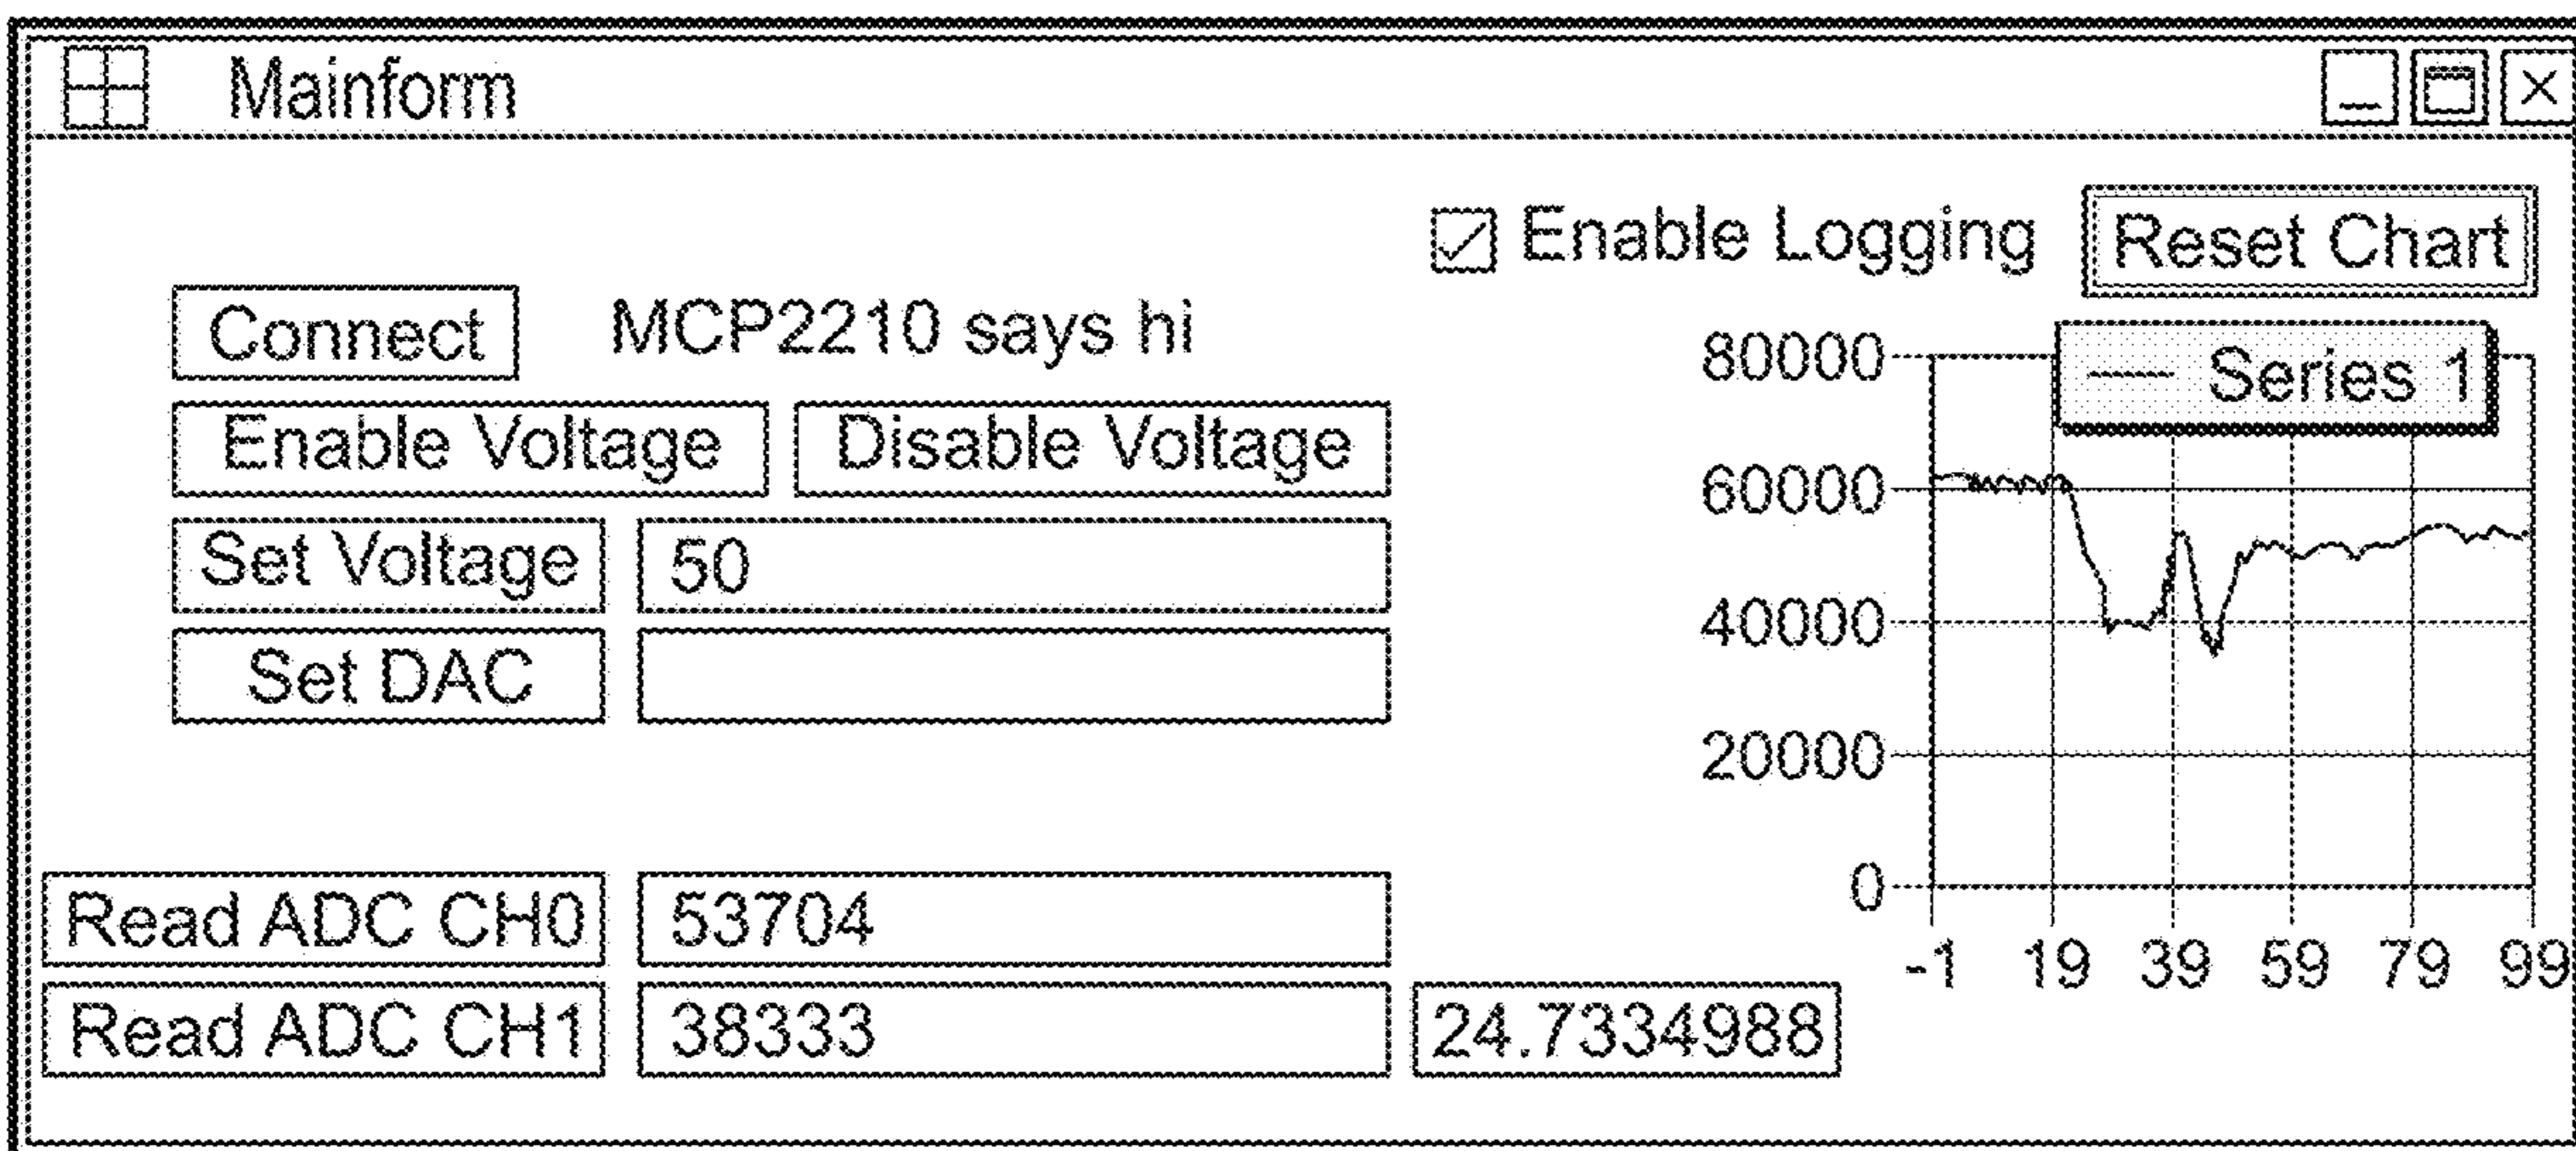 Mainform
Enable Logging Reset Chart
Connect MCP2210 says hi
Enable Voltage Disable Voltage
Set Voltage 50
Set DAC
Read ADC CH0 53704
Read ADC CH1 38333 24.7334988
Series 1
80000
60000
40000
20000
0
-1 19 39 59 79 99